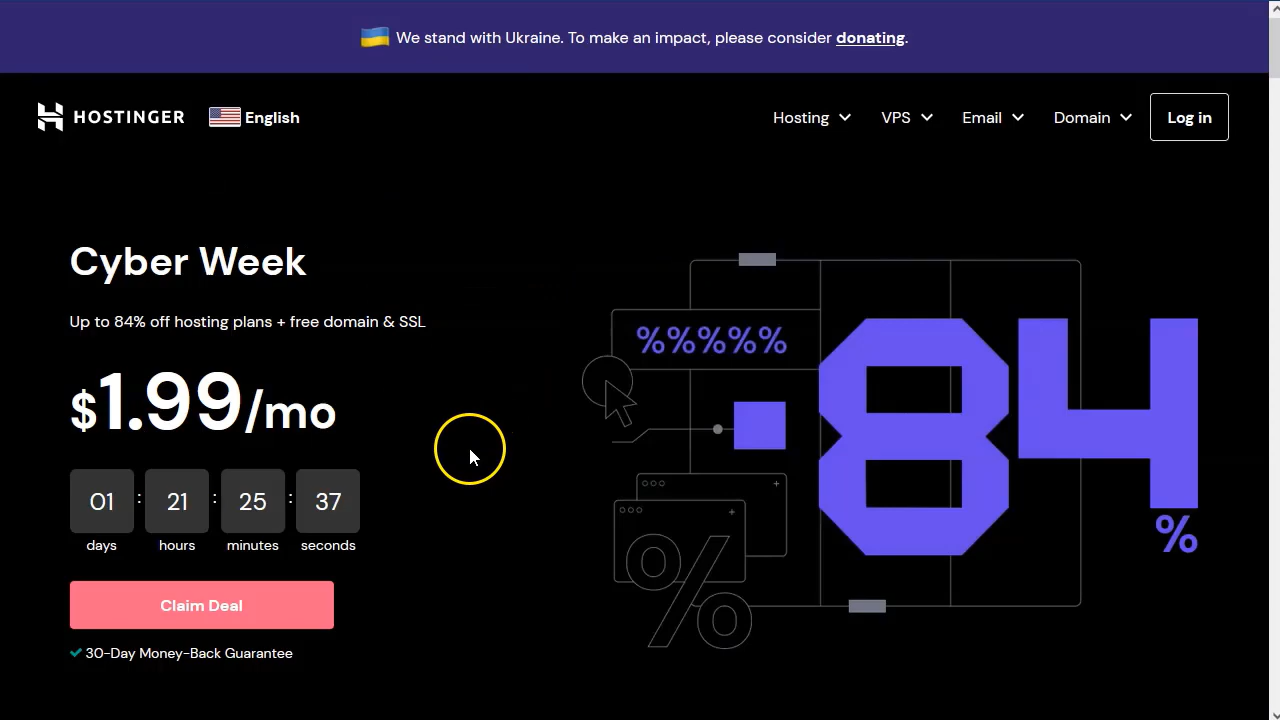 We stand with Ukraine. To make an impact, please consider donating.
HOSTINGER English Hosting VPS Email Domain Log in
Cyber Week
Up to 84% off hosting plans + free domain & SSL
$1.99/mo
01 : 21 : 25 : 37
days hours minutes seconds
Claim Deal
30-Day Money-Back Guarantee
%%%%%
84
%
%